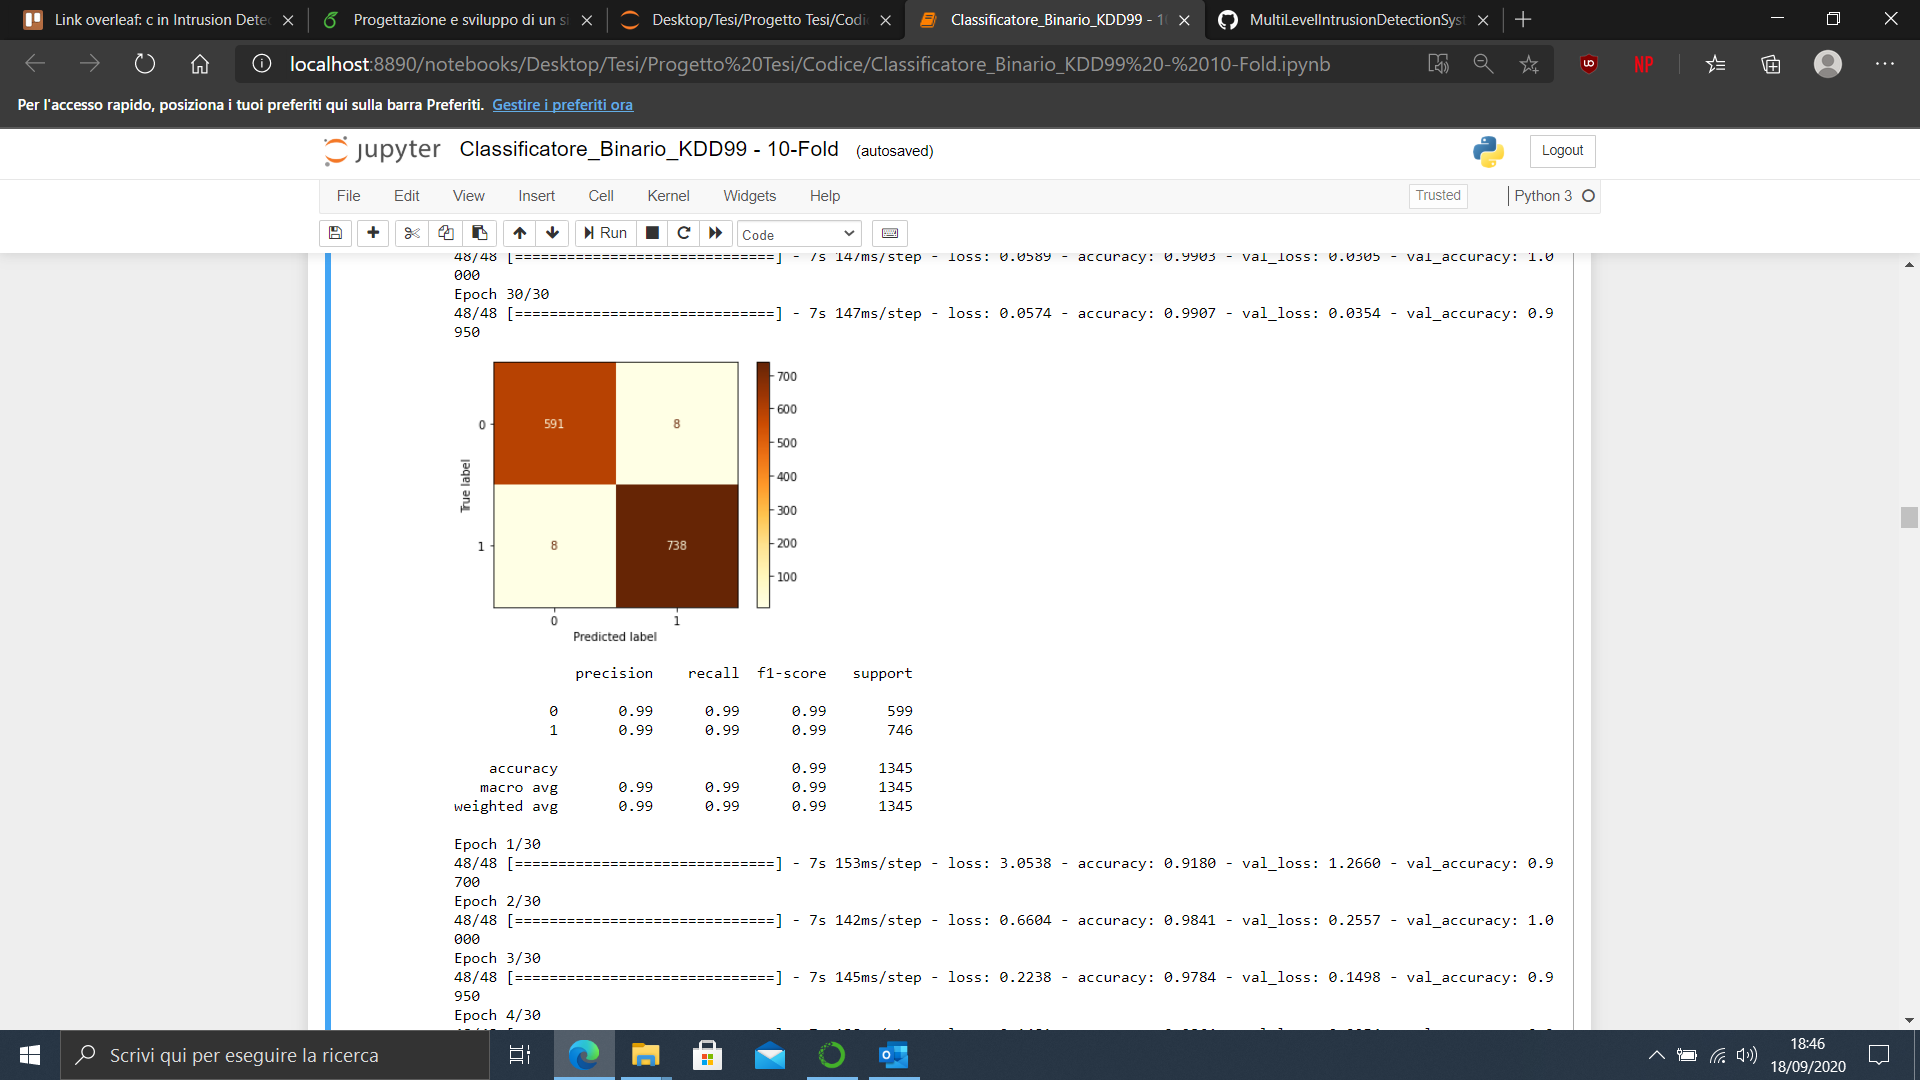 Link overleaf: c in Intrusion Dete
Progettazione e sviluppo di un si
Desktop/Tesi/Progetto Tesi/Codi
Classificatore_Binario_KDD99 - 1
MultiLevelIntrusionDetectionSyst
localhost:8890/notebooks/Desktop/Tesi/Progetto%20Tesi/Codice/Classificatore_Binario_KDD99%20-%2010-Fold.ipynb
NP
Per l'accesso rapido, posiziona i tuoi preferiti qui sulla barra Preferiti. Gestire i preferiti ora
jupyter Classificatore_Binario_KDD99 - 10-Fold (autosaved)
Logout
File Edit View Insert Cell Kernel Widgets Help
Trusted Python 3
Run Code
48/48 [==============================] - 7s 147ms/step - loss: 0.0589 - accuracy: 0.9903 - val_loss: 0.0305 - val_accuracy: 1.0
000
Epoch 30/30
48/48 [==============================] - 7s 147ms/step - loss: 0.0574 - accuracy: 0.9907 - val_loss: 0.0354 - val_accuracy: 0.9
950
700
600
500
400
300
200
100
0
591 8
True label
1
8 738
0 1
Predicted label
precision recall f1-score support
0 0.99 0.99 0.99 599
1 0.99 0.99 0.99 746
accuracy 0.99 1345
macro avg 0.99 0.99 0.99 1345
weighted avg 0.99 0.99 0.99 1345
Epoch 1/30
48/48 [==============================] - 7s 153ms/step - loss: 3.0538 - accuracy: 0.9180 - val_loss: 1.2660 - val_accuracy: 0.9
700
Epoch 2/30
48/48 [==============================] - 7s 142ms/step - loss: 0.6604 - accuracy: 0.9841 - val_loss: 0.2557 - val_accuracy: 1.0
000
Epoch 3/30
48/48 [==============================] - 7s 145ms/step - loss: 0.2238 - accuracy: 0.9784 - val_loss: 0.1498 - val_accuracy: 0.9
950
Epoch 4/30
Scrivi qui per eseguire la ricerca
18:46
18/09/2020